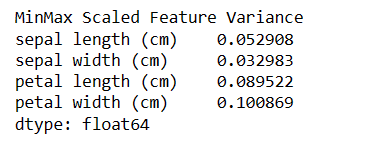 MinMax Scaled Feature Variance
sepal length (cm)    0.052908
sepal width (cm)     0.032983
petal length (cm)    0.089522
petal width (cm)     0.100869
dtype: float64